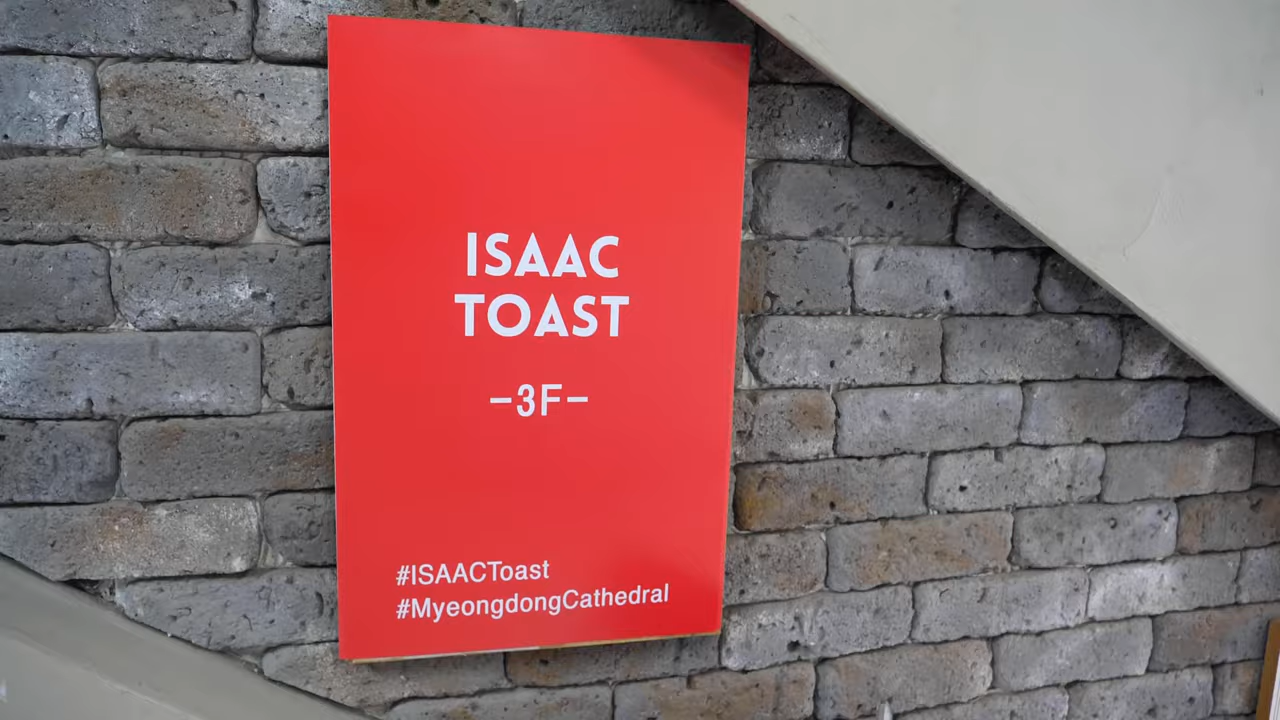 ISAAC
TOAST
-3F-
#ISAACToast
#MyeongdongCathedral